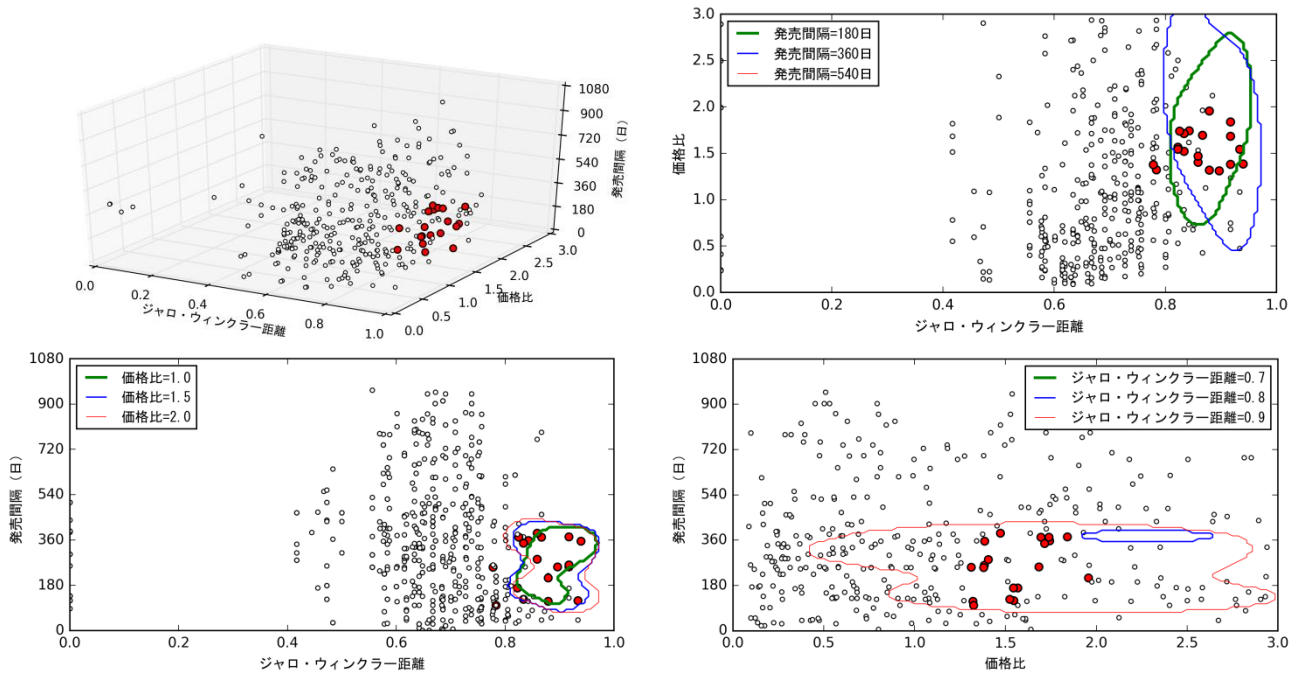 1080
900
720
540
360
180
0
発売間隔（日）
3.0
2.5
2.0
1.5
1.0
0.5
0.0
価格比
0.0
0.2
0.4
0.6
0.8
1.0
ジャロ・ウィンクラー距離
発売間隔=180日
発売間隔=360日
発売間隔=540日
3.0
2.5
2.0
1.5
1.0
0.5
0.0
価格比
0.0 0.2 0.4 0.6 0.8 1.0
ジャロ・ウィンクラー距離
価格比=1.0
価格比=1.5
価格比=2.0
1080
900
720
540
360
180
0
発売間隔（日）
0.0 0.2 0.4 0.6 0.8 1.0
ジャロ・ウィンクラー距離
ジャロ・ウィンクラー距離=0.7
ジャロ・ウィンクラー距離=0.8
ジャロ・ウィンクラー距離=0.9
1080
900
720
540
360
180
0
発売間隔（日）
0.0 0.5 1.0 1.5 2.0 2.5 3.0
価格比